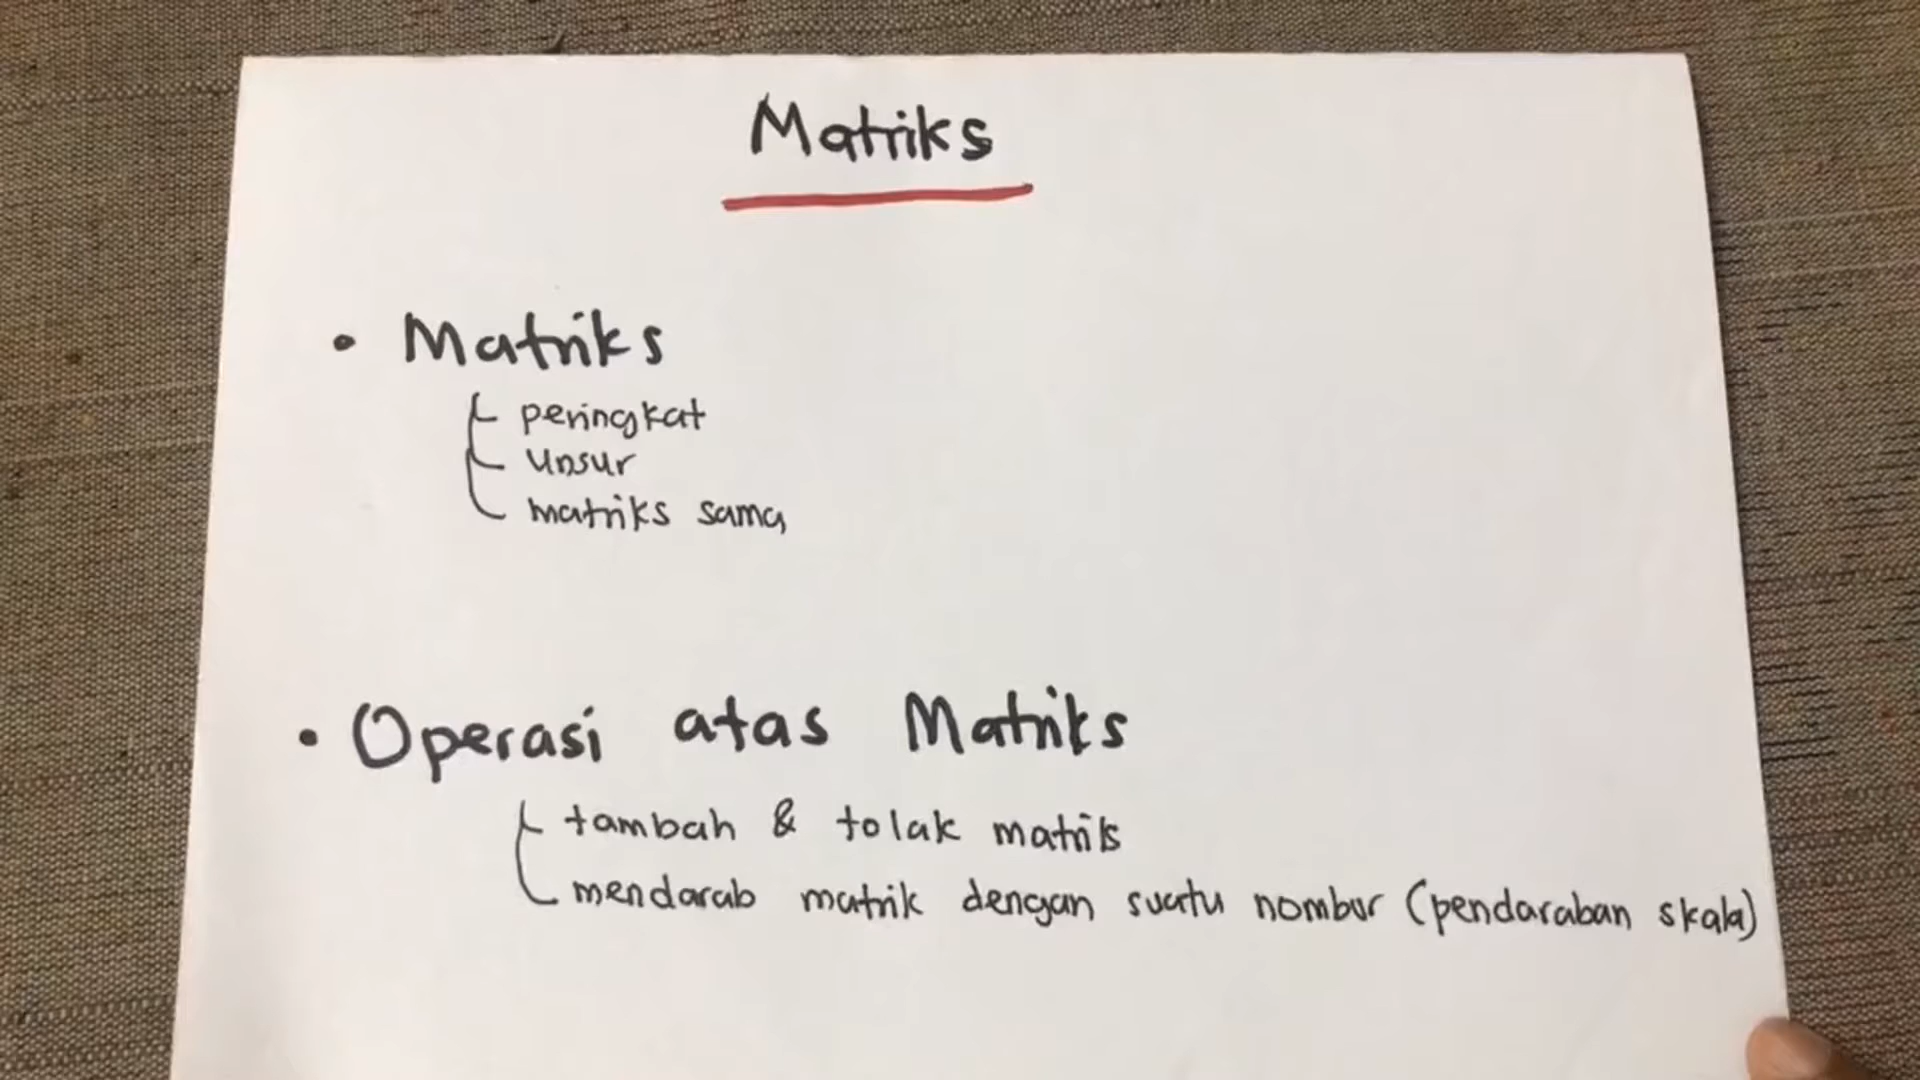 Matriks
• Matriks
peringkat
unsur
matriks sama
• Operasi atas Matriks
tambah & tolak matriks
mendarab matrik dengan suatu nombor (pendaraban skala)